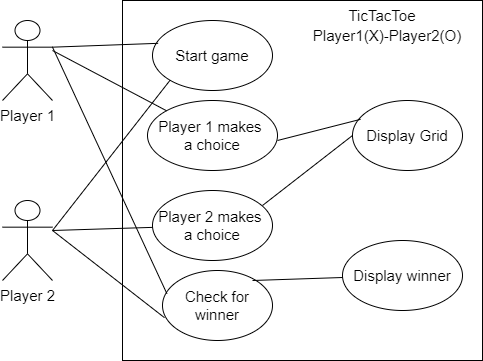 TicTacToe
Player1(X)-Player2(O)
Start game
Player 1
Player 1 makes
a choice
Display Grid
Player 2 makes
a choice
Player 2
Check for
winner
Display winner